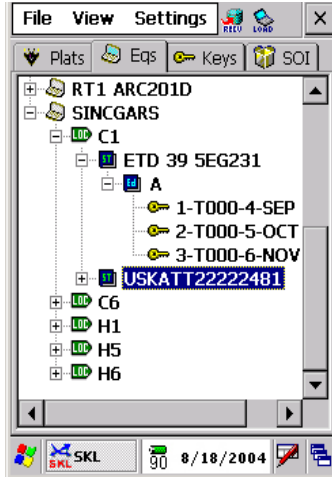 File View Settings RECV LOAD
Plats Eqs Keys SOI
RT1 ARC201D
SINCGARS
LOC C1
ST ETD 39 5EG231
Ed A
1-T000-4-SEP
2-T000-5-OCT
3-T000-6-NOV
ST USKATT22222481
LOC C6
LOC H1
LOC H5
LOC H6
SKL SKL 90 8/18/2004